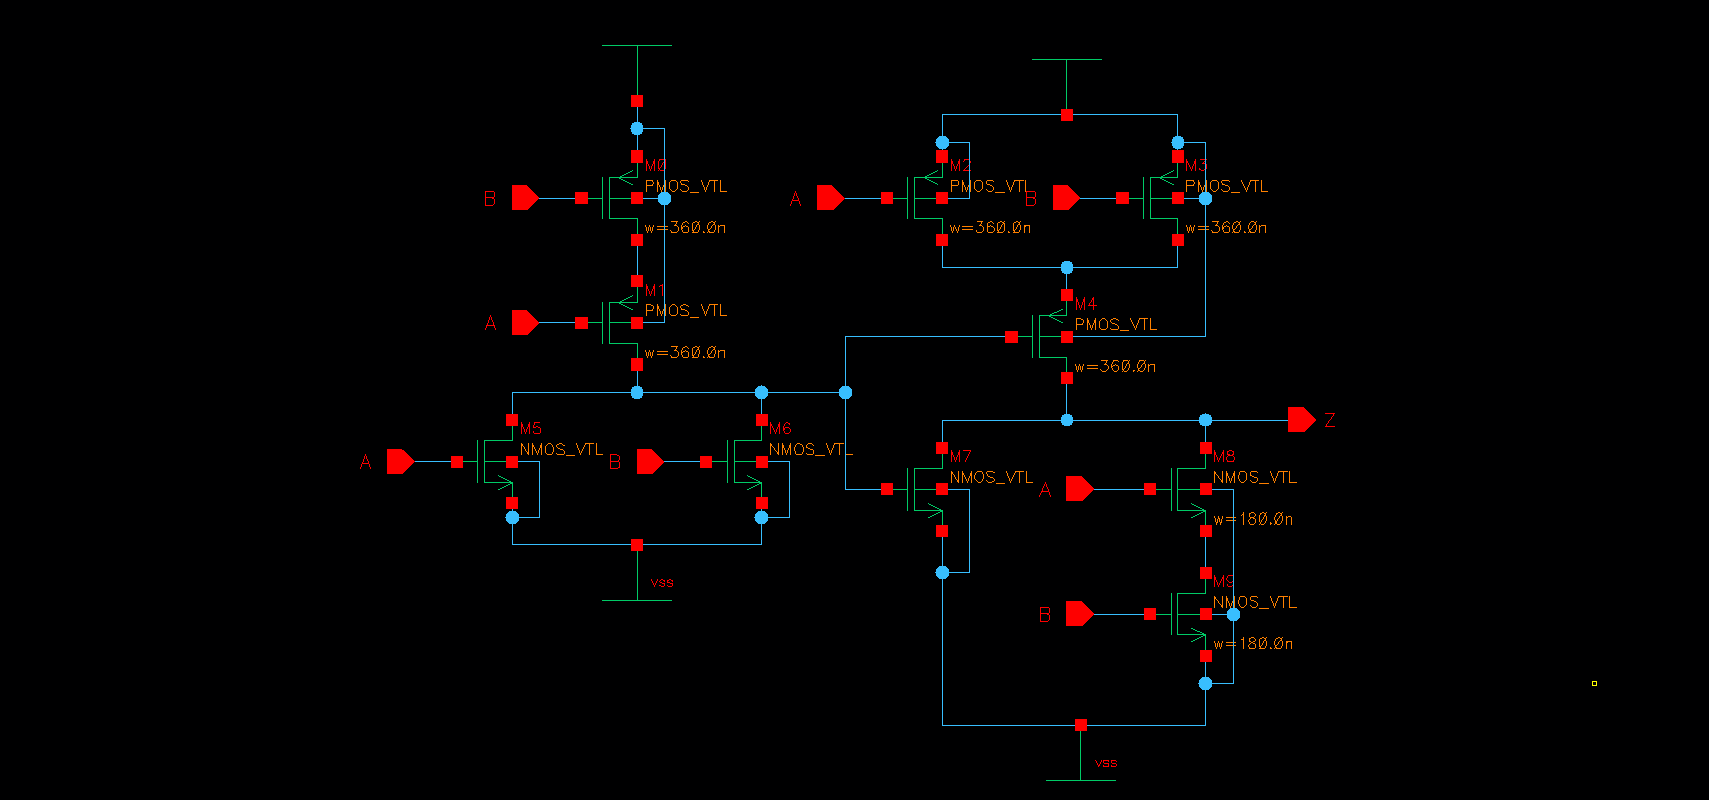 M0
PMOS_VTL
B
w=360.0n
M1
PMOS_VTL
A
w=360.0n
M2
PMOS_VTL
A
w=360.0n
M3
PMOS_VTL
B
w=360.0n
M4
PMOS_VTL
w=360.0n
M5
NMOS_VTL
A
M6
NMOS_VTL
B
vss
Z
M7
NMOS_VTL
M8
NMOS_VTL
A
w=180.0n
M9
NMOS_VTL
B
w=180.0n
vss